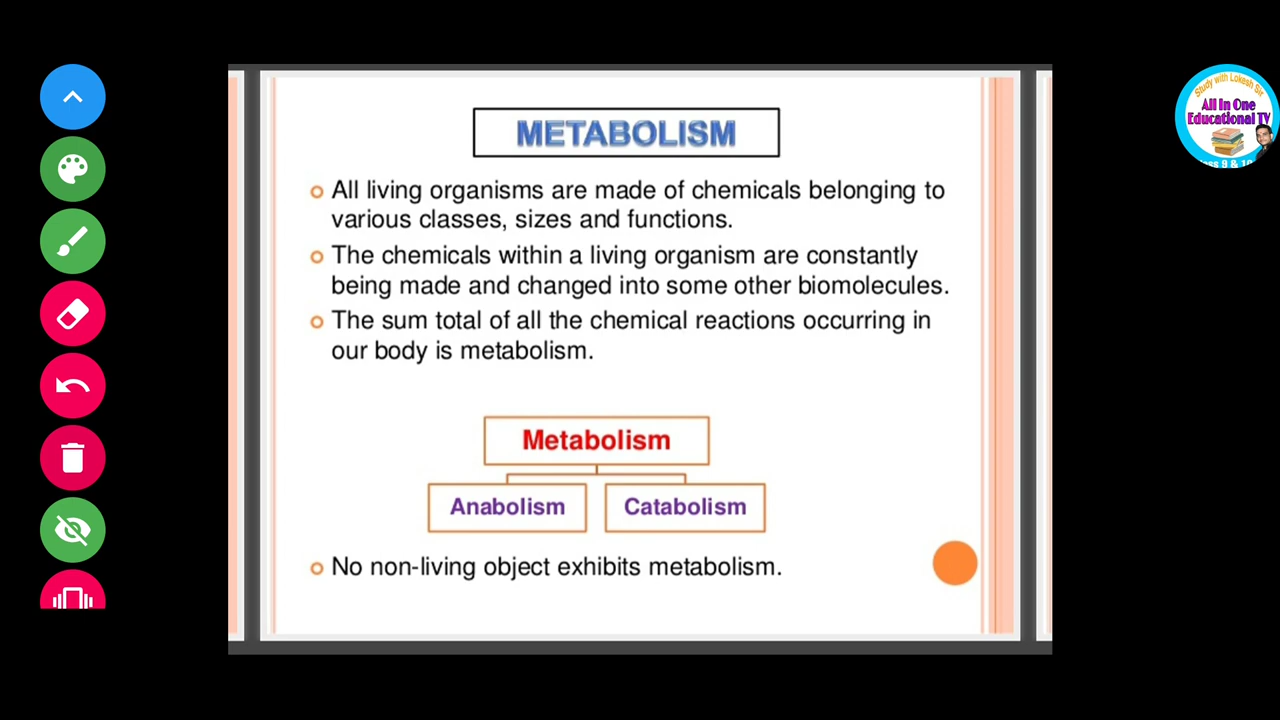 METABOLISM
All living organisms are made of chemicals belonging to
various classes, sizes and functions.
The chemicals within a living organism are constantly
being made and changed into some other biomolecules.
The sum total of all the chemical reactions occurring in
our body is metabolism.
Metabolism
Anabolism
Catabolism
No non-living object exhibits metabolism.
Study with Lokesh Sir
All In One
Educational TV